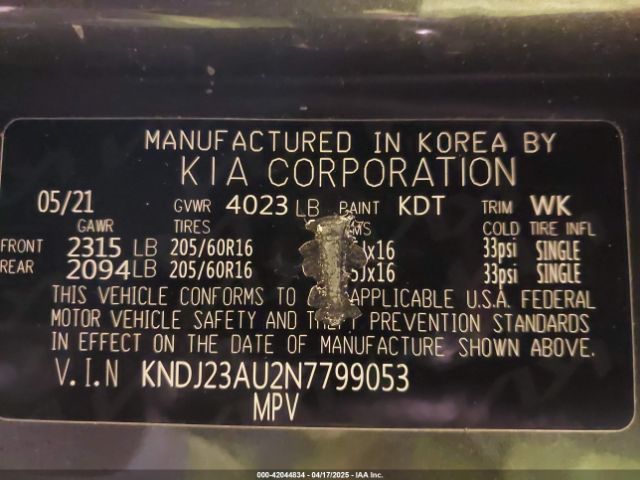 MANUFACTURED IN KOREA BY
KIA CORPORATION
05/21 GVWR 4023 LB PAINT KDT TRIM WK
GAWR TIRES COLD TIRE INFL
FRONT 2315 LB 205/60R16 Jx16 33psi SINGLE
REAR 2094 LB 205/60R16 Jx16 33psi SINGLE
THIS VEHICLE CONFORMS TO APPLICABLE U.S.A. FEDERAL
MOTOR VEHICLE SAFETY AND THEFT PREVENTION STANDARDS
IN EFFECT ON THE DATE OF MANUFACTURE SHOWN ABOVE.
V.I.N KNDJ23AU2N7799053
MPV
000-42044834 - 04/17/2025 - IAA Inc.